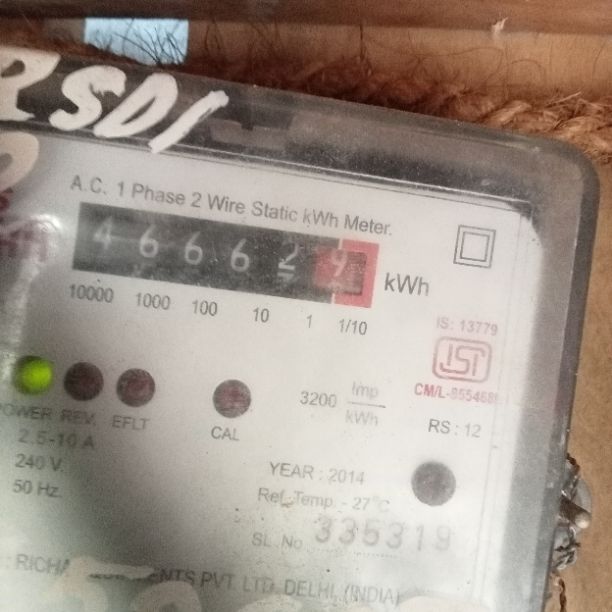 RSDI
A.C. 1 Phase 2 Wire Static kWh Meter.
4 6 6 6 2 9 kWh
10000 1000 100 10 1 1/10
IS: 13779
ISI
POWER REV. EFLT CAL
3200 Imp/kWh
RS : 12
2.5-10 A
240 V.
50 Hz.
YEAR : 2014
Ref. Temp. - 27°C
SL. No 335319
PVT. LTD. DELHI, (INDIA)